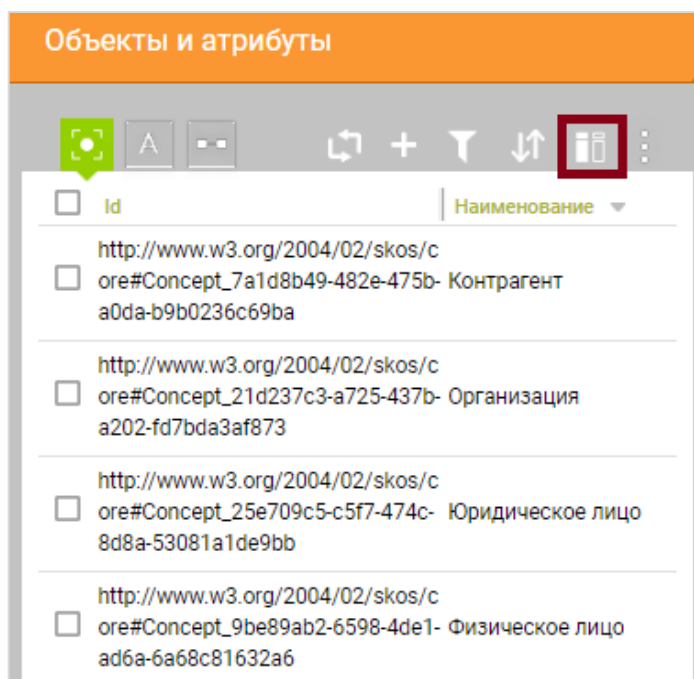 Объекты и атрибуты
A
Id Наименование
http://www.w3.org/2004/02/skos/c
ore#Concept_7a1d8b49-482e-475b- Контрагент
a0da-b9b0236c69ba
http://www.w3.org/2004/02/skos/c
ore#Concept_21d237c3-a725-437b- Организация
a202-fd7bda3af873
http://www.w3.org/2004/02/skos/c
ore#Concept_25e709c5-c5f7-474c- Юридическое лицо
8d8a-53081a1de9bb
http://www.w3.org/2004/02/skos/c
ore#Concept_9be89ab2-6598-4de1- Физическое лицо
ad6a-6a68c81632a6